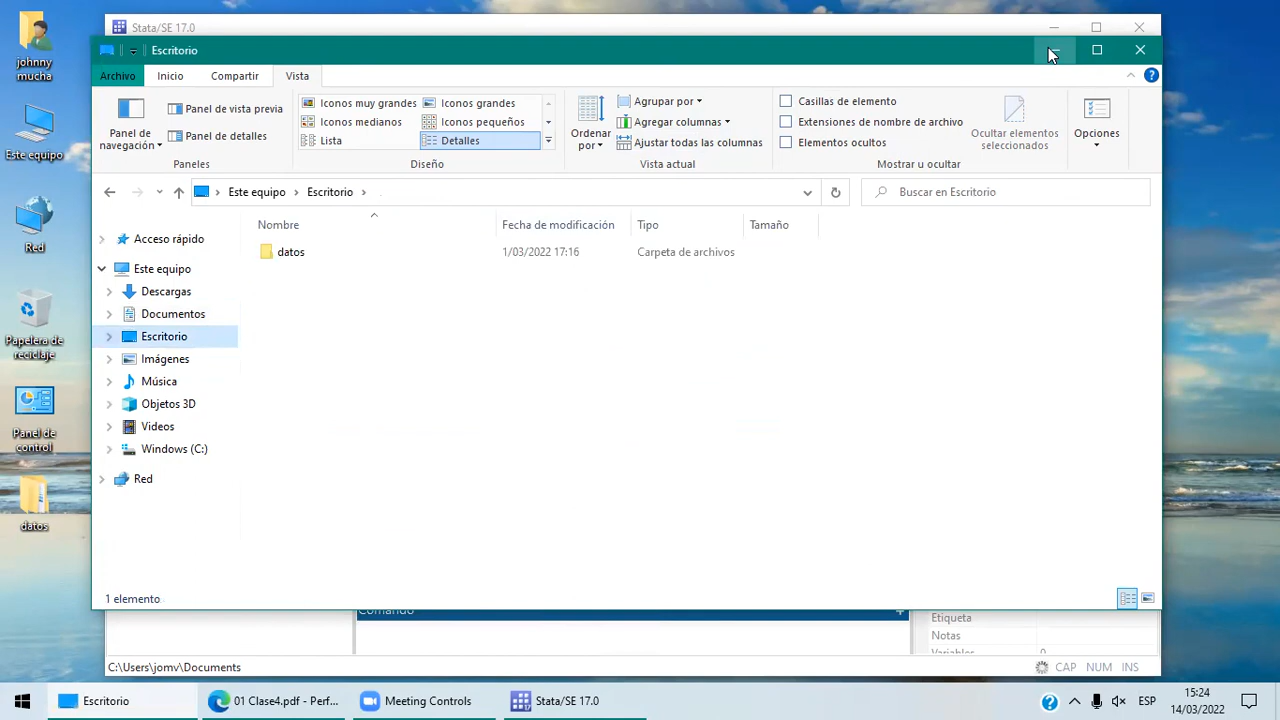 johnny
mucha
Este equipo
Red
Papelera de
reciclaje
Panel de
control
datos
Stata/SE 17.0
Escritorio
Archivo
Inicio
Compartir
Vista
Panel de
navegación
Panel de vista previa
Panel de detalles
Paneles
Iconos muy grandes
Iconos grandes
Iconos mediano
Iconos pequeños
Lista
Detalles
Diseño
Ordenar
por
Agrupar por
Agregar columnas
Ajustar todas las columnas
Vista actual
Casillas de elemento
Extensiones de nombre de archivo
Elementos ocultos
Ocultar elementos
seleccionados
Mostrar u ocultar
Opciones
Este equipo
Escritorio
Buscar en Escritorio
Nombre
Fecha de modificación
Tipo
Tamaño
datos
1/03/2022 17:16
Carpeta de archivos
Acceso rápido
Este equipo
Descargas
Documentos
Escritorio
Imágenes
Música
Objetos 3D
Videos
Windows (C:)
Red
1 elemento
Comando
Etiqueta
Notas
Variables
0
C:\Users\jomv\Documents
CAP NUM INS
Escritorio
01 Clase4.pdf - Perf...
Meeting Controls
Stata/SE 17.0
ESP
15:24
14/03/2022